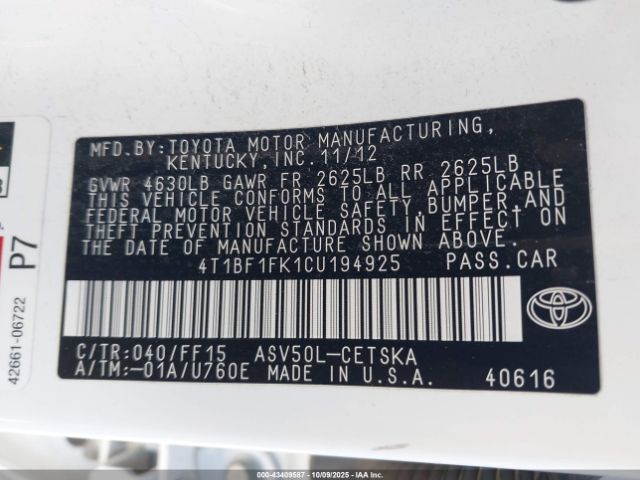 MFD.BY:TOYOTA MOTOR MANUFACTURING,
KENTUCKY,INC.11/12
GVWR 4630LB GAWR FR 2625LB RR 2625LB
THIS VEHICLE CONFORMS TO ALL APPLICABLE
FEDERAL MOTOR VEHICLE SAFETY,BUMPER,AND
THEFT PREVENTION STANDARDS IN EFFECT ON
THE DATE OF MANUFACTURE SHOWN ABOVE.
4T1BF1FK1CU194925 PASS.CAR
C/TR:040/FF15 ASV50L-CETSKA
A/TM:-01A/U760E MADE IN U.S.A. 40616
TOYOTA
P7
42661-06722
000-43409587 - 10/09/2025 - IAAI.com